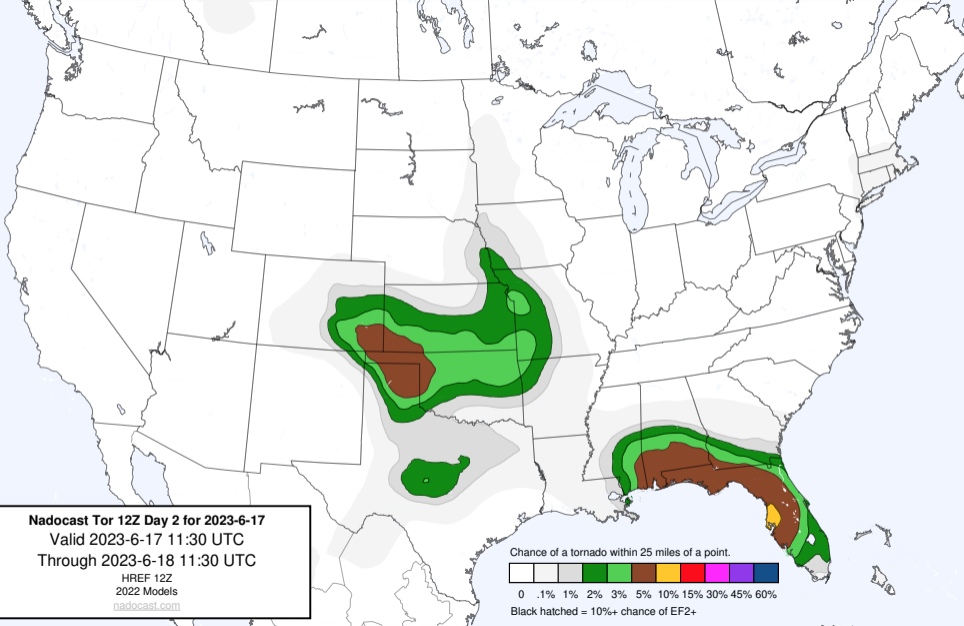 Nadocast Tor 12Z Day 2 for 2023-6-17
Valid 2023-6-17 11:30 UTC
Through 2023-6-18 11:30 UTC
HREF 12Z
2022 Models
nadocast.com
Chance of a tornado within 25 miles of a point.
0 .1% 1% 2% 3% 5% 10% 15% 30% 45% 60%
Black hatched = 10%+ chance of EF2+